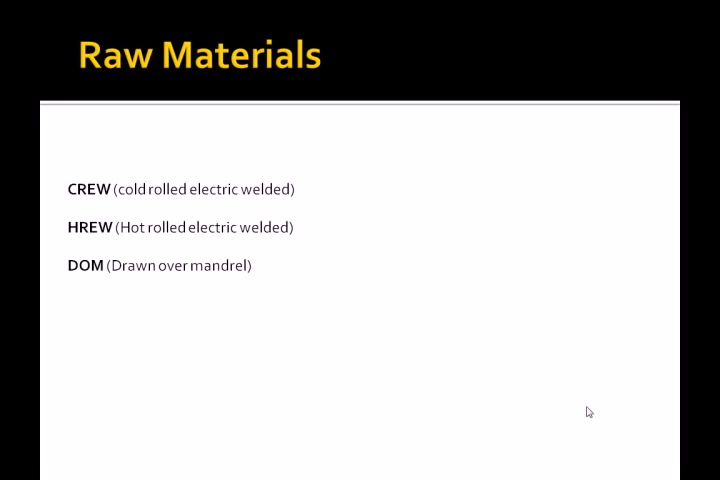 Raw Materials
CREW (cold rolled electric welded)
HREW (Hot rolled electric welded)
DOM (Drawn over mandrel)